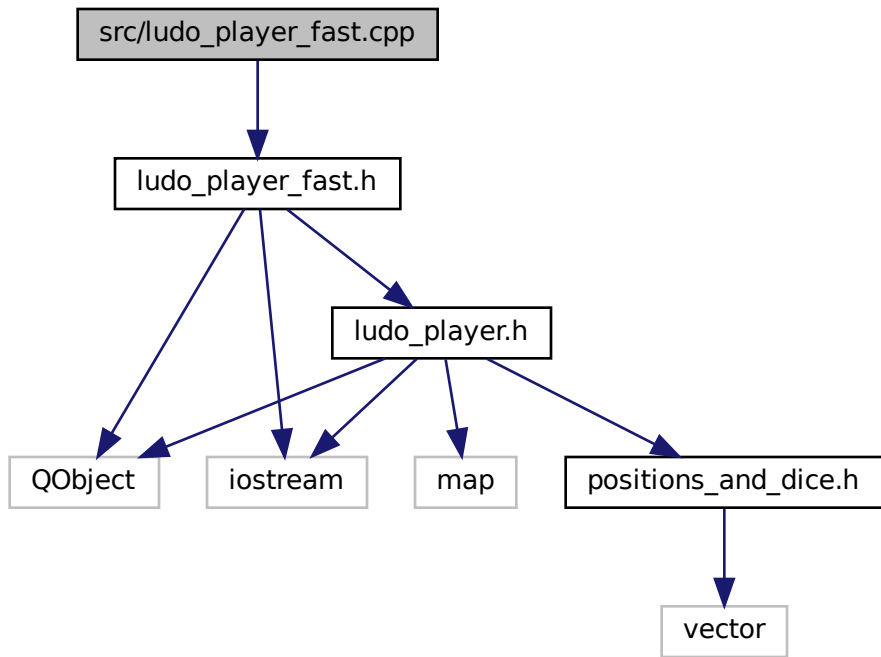 src/ludo_player_fast.cpp
ludo_player_fast.h
ludo_player.h
QObject
iostream
map
positions_and_dice.h
vector